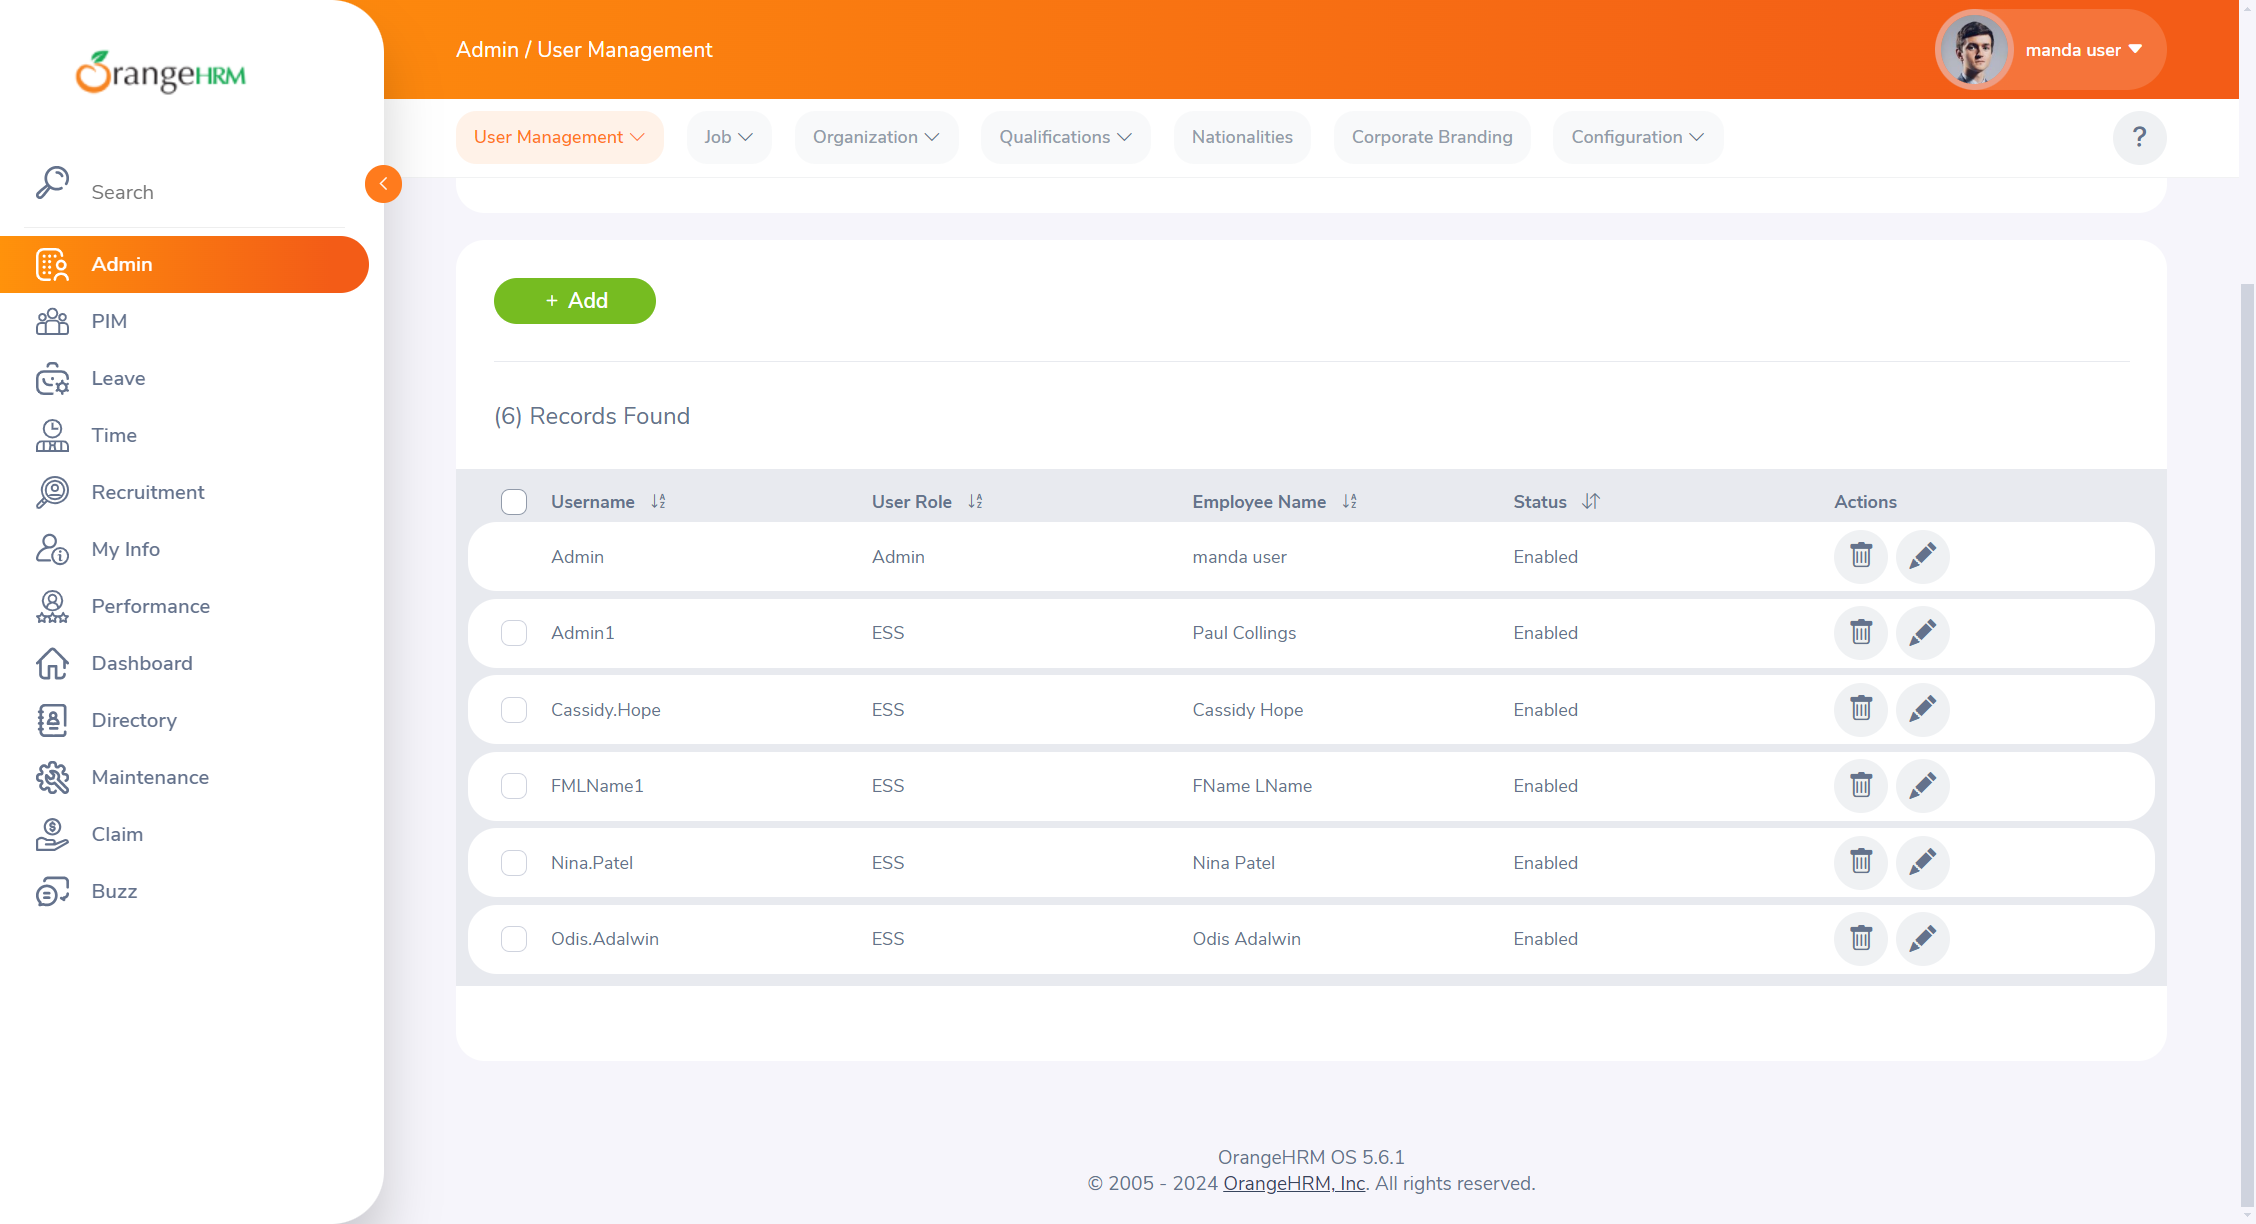 OrangeHRM
Search
Admin
PIM
Leave
Time
Recruitment
My Info
Performance
Dashboard
Directory
Maintenance
Claim
Buzz
Admin / User Management
manda user
User Management
Job
Organization
Qualifications
Nationalities
Corporate Branding
Configuration
?
+ Add
(6) Records Found
Username User Role Employee Name Status Actions
Admin Admin manda user Enabled
Admin1 ESS Paul Collings Enabled
Cassidy.Hope ESS Cassidy Hope Enabled
FMLName1 ESS FName LName Enabled
Nina.Patel ESS Nina Patel Enabled
Odis.Adalwin ESS Odis Adalwin Enabled
OrangeHRM OS 5.6.1
© 2005 - 2024 OrangeHRM, Inc. All rights reserved.